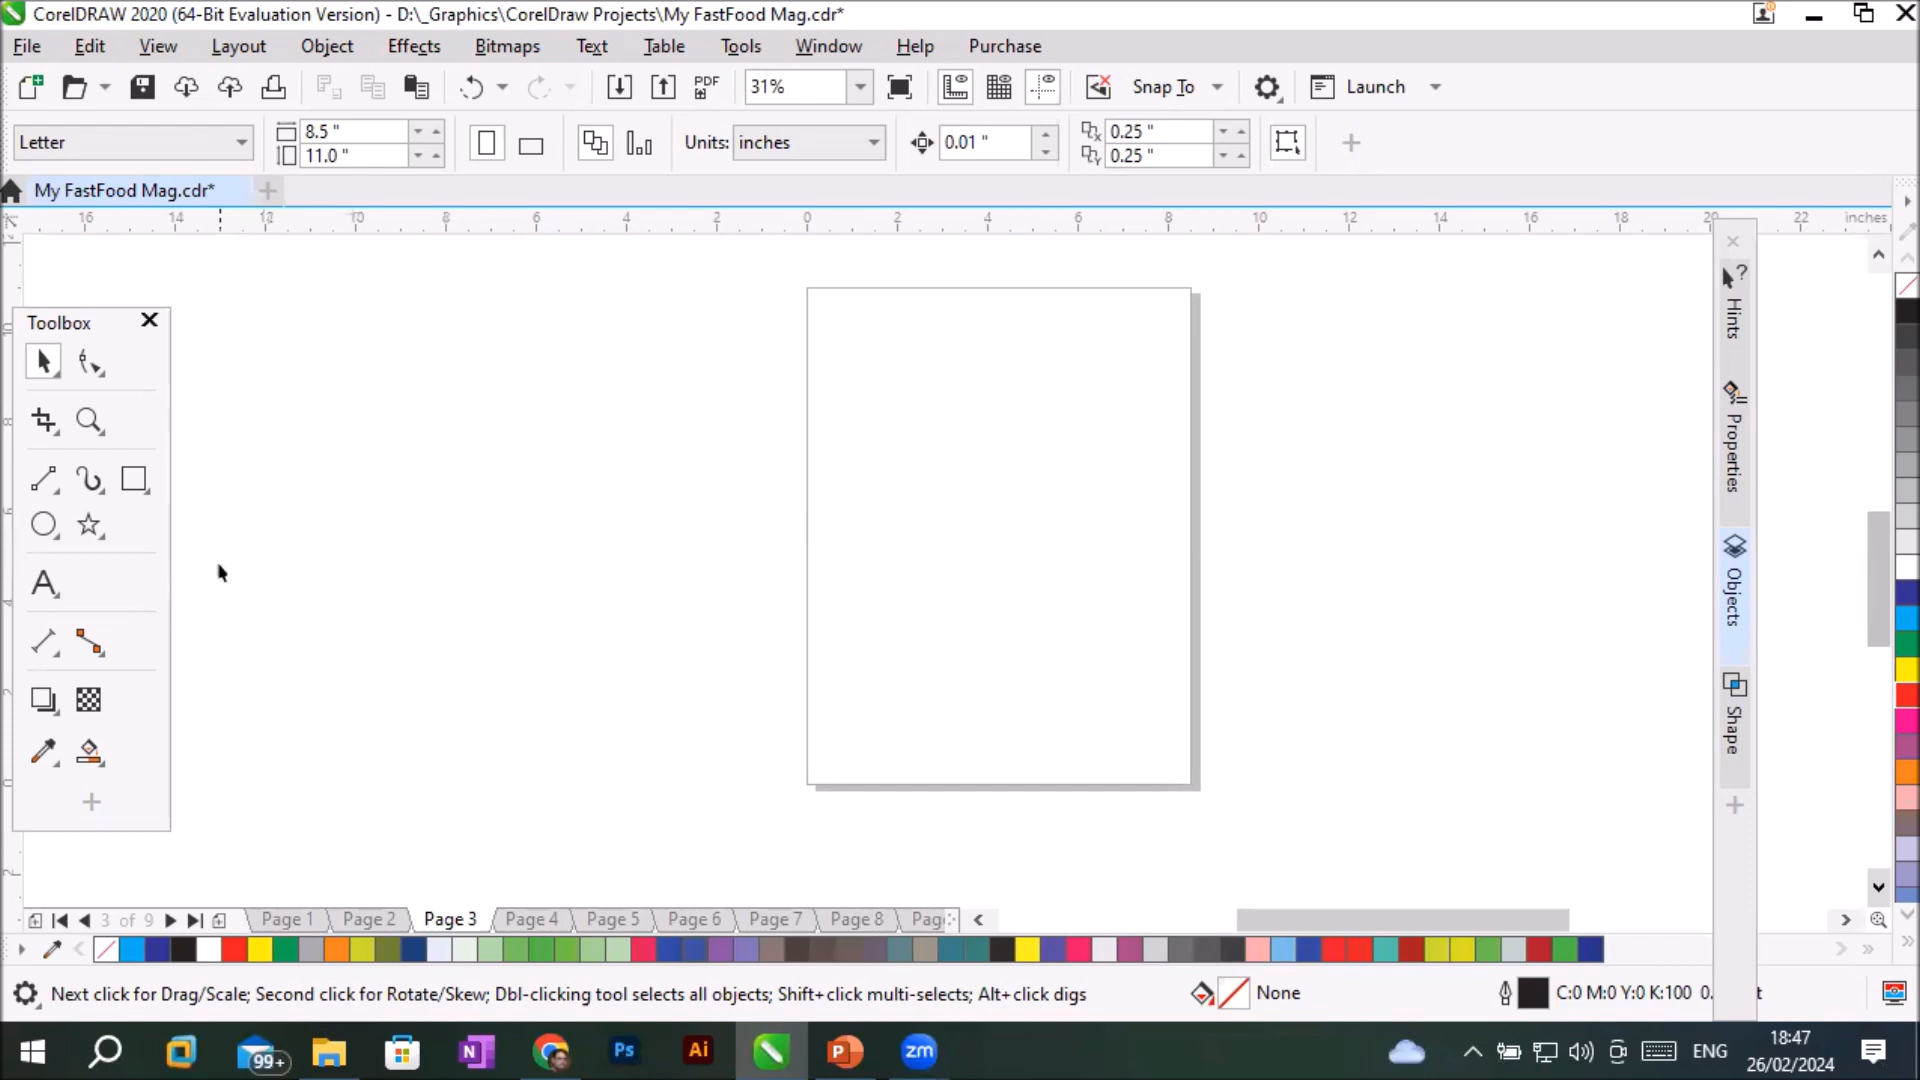 CorelDRAW 2020 (64-Bit Evaluation Version) - D:\_Graphics\CorelDraw Projects\My FastFood Mag.cdr*
File Edit View Layout Object Effects Bitmaps Text Table Tools Window Help Purchase
PDF 31% Snap To Launch
Letter 8.5 " 11.0 " Units: inches 0.01 " 0.25 " 0.25 "
My FastFood Mag.cdr*
16 14 12 10 8 6 4 2 0 2 4 6 8 10 12 14 16 18 20 22 inches
Toolbox
Hints
Properties
Objects
Shape
3 of 9 Page 1 Page 2 Page 3 Page 4 Page 5 Page 6 Page 7 Page 8 Pag
Next click for Drag/Scale; Second click for Rotate/Skew; Dbl-clicking tool selects all objects; Shift+click multi-selects; Alt+click digs None C:0 M:0 Y:0 K:100 0. t
99+ N Ps Ai P zm ENG 18:47
26/02/2024